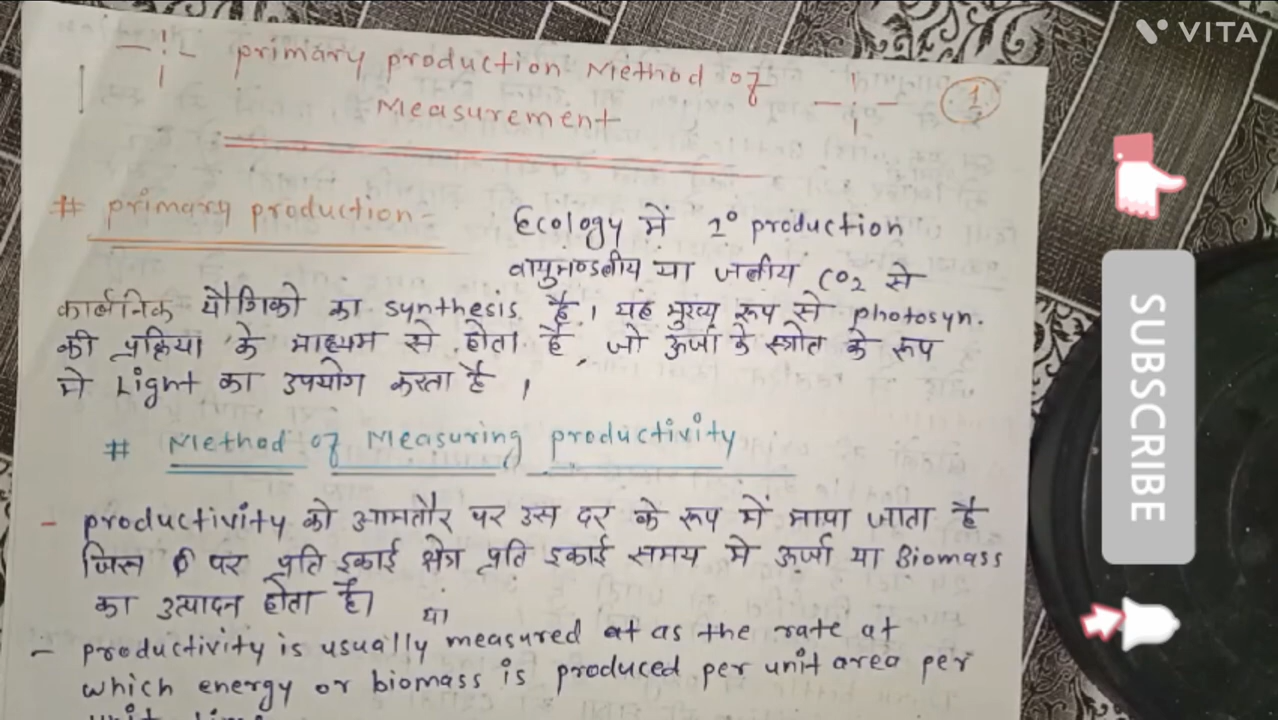 VITA
primary production Method of
Measurement
1
# primary production=
Ecology में 1° production
वायुमण्डलीय या जलीय CO2 से
कार्बनिक यौगिको का synthesis है। यह मुख्य रूप से photosyn.
की प्रक्रिया के माध्यम से होता है, जो ऊर्जा के स्त्रोत के रूप
मे Light का उपयोग करता है ।
# Method of Measuring productivity
- productivity को आमतौर पर उस दर के रूप में मापा जाता है
जिस पर प्रति इकाई क्षेत्र प्रति इकाई समय मे ऊर्जा या Biomass
का उत्पादन होता है।
या
- productivity is usually measured at as the rate at
which energy or biomass is produced per unit area per
SUBSCRIBE